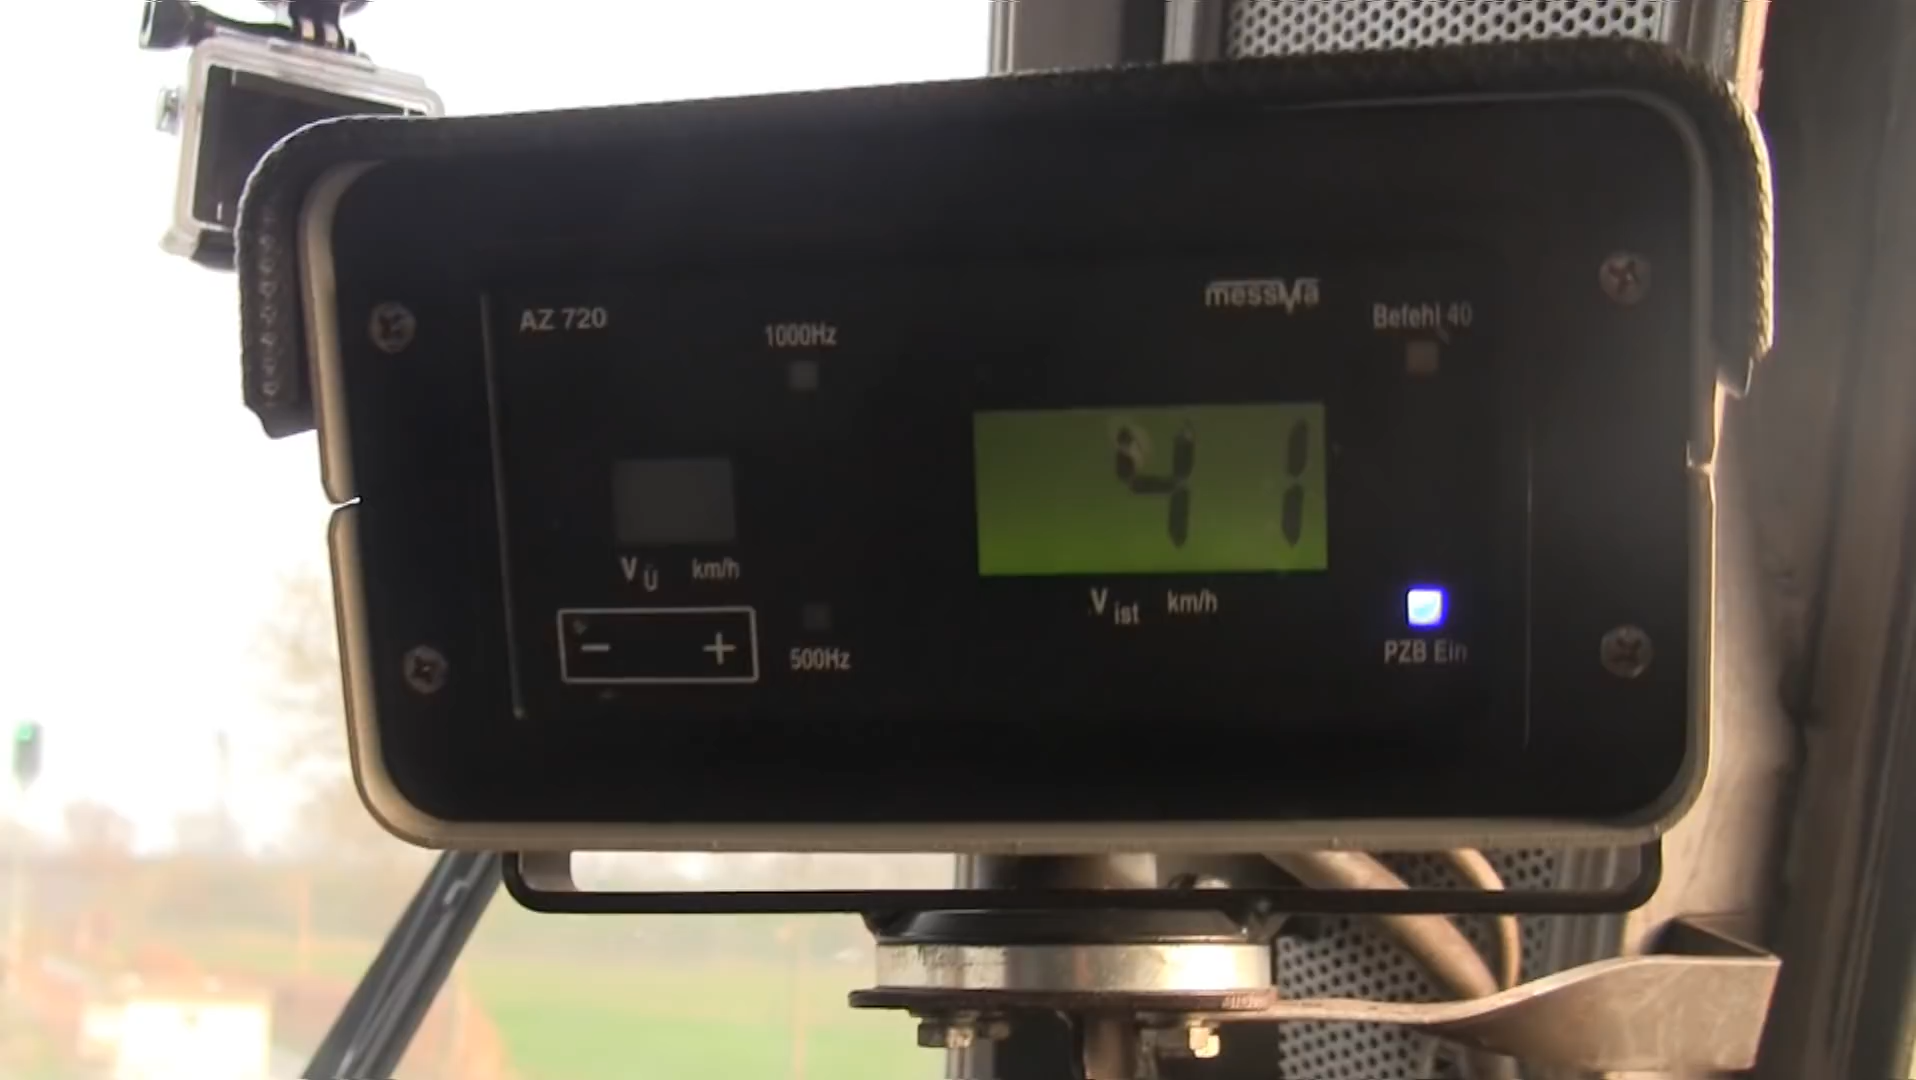 AZ 720
1000Hz
messMa
Befehl 40
41
V Ü km/h
V ist km/h
- +
500Hz
PZB Ein